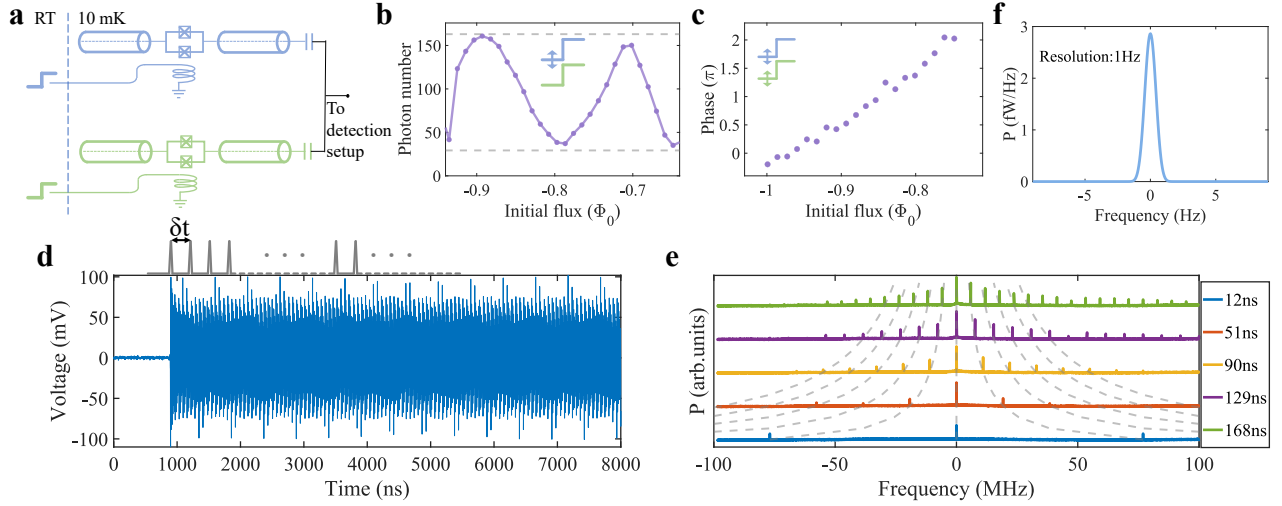 a
RT
10 mK
To
detection
setup
b
Photon number
150
100
50
0
-0.9
-0.8
-0.7
Initial flux (Φ0)
c
Phase (π)
2
1.5
1
0.5
0
-1
-0.9
-0.8
Initial flux (Φ0)
f
Resolution:1Hz
P (fW/Hz)
3
2
1
0
-5
0
5
Frequency (Hz)
d
δt
Voltage (mV)
100
50
0
-50
-100
0
1000
2000
3000
4000
5000
6000
7000
8000
Time (ns)
e
P (arb.units)
-100
-50
0
50
100
Frequency (MHz)
12ns
51ns
90ns
129ns
168ns